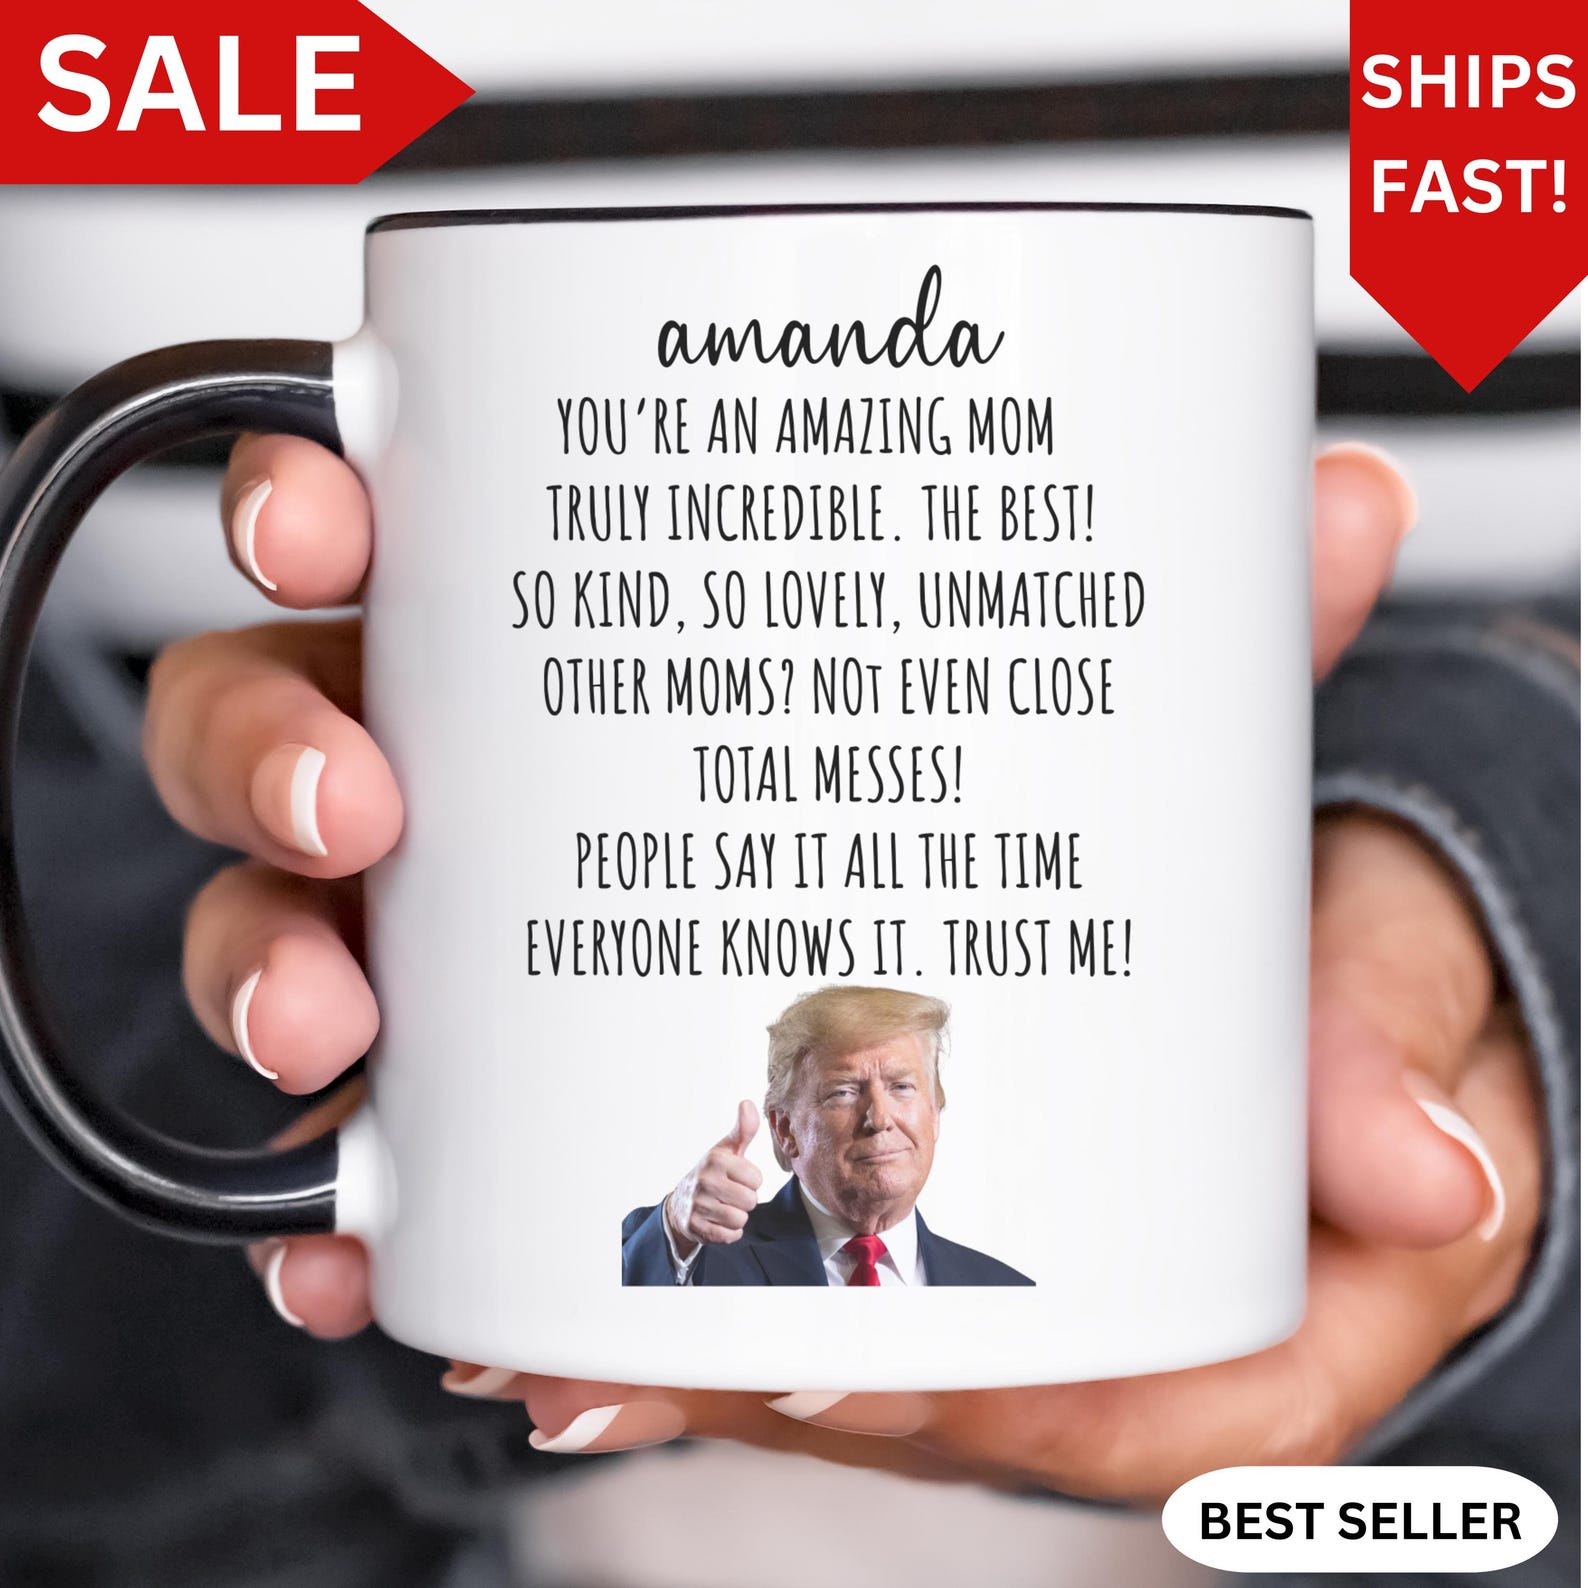 SALE
SHIPS
FAST!
amanda
YOU'RE AN AMAZING MOM
TRULY INCREDIBLE. THE BEST!
SO KIND, SO LOVELY, UNMATCHED
OTHER MOMS? NOt EVEN CLOSE
TOTAL MESSES!
PEOPLE SAY IT ALL THE TIME
EVERYONE KNOWS IT. TRUST ME!
BEST SELLER